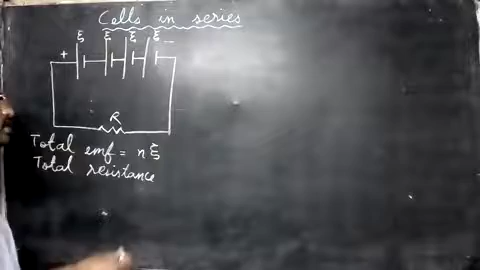 Cells in series
ξ ξ ξ ξ
+ −
R
Total emf = n ξ
Total resistance